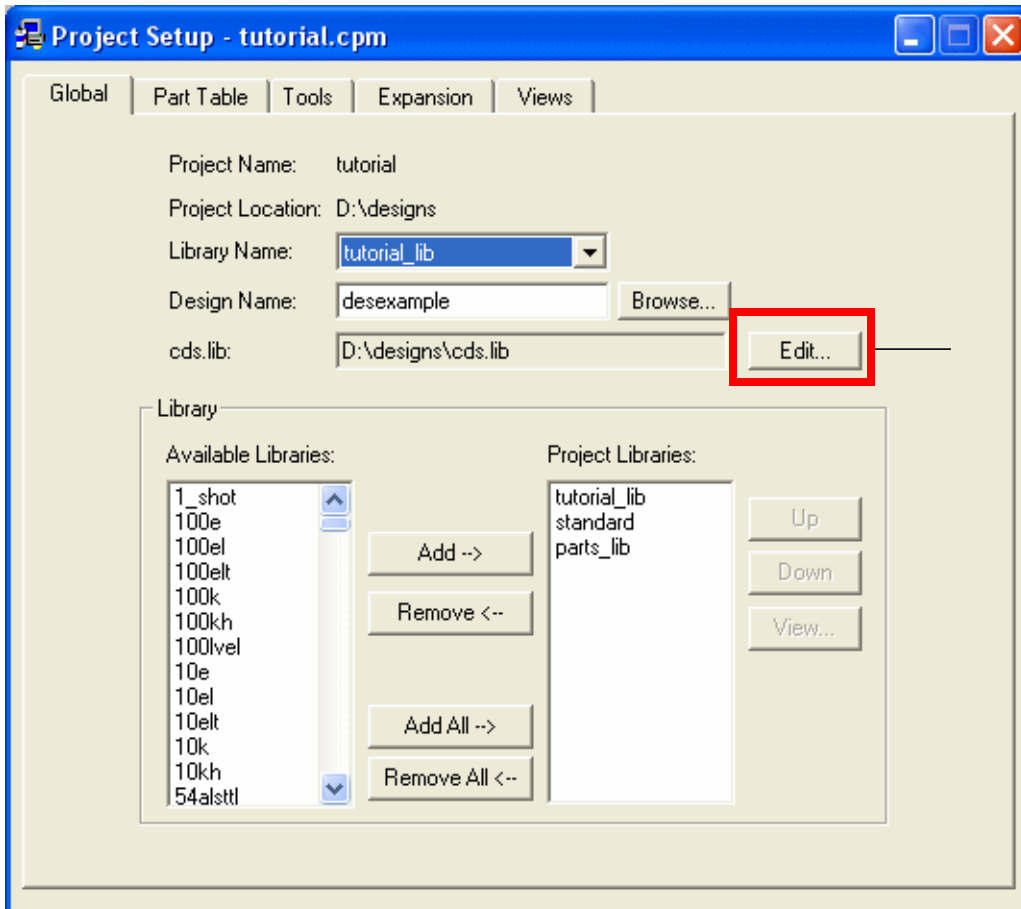 Project Setup - tutorial.cpm
Global Part Table Tools Expansion Views
Project Name: tutorial
Project Location: D:\designs
Library Name: tutorial_lib
Design Name: desexample Browse...
cds.lib: D:\designs\cds.lib Edit...
Library
Available Libraries:
1_shot
100e
100el
100elt
100k
100kh
100lvel
10e
10el
10elt
10k
10kh
54alsttl
Add -->
Remove <--
Add All -->
Remove All <--
Project Libraries:
tutorial_lib
standard
parts_lib
Up
Down
View...